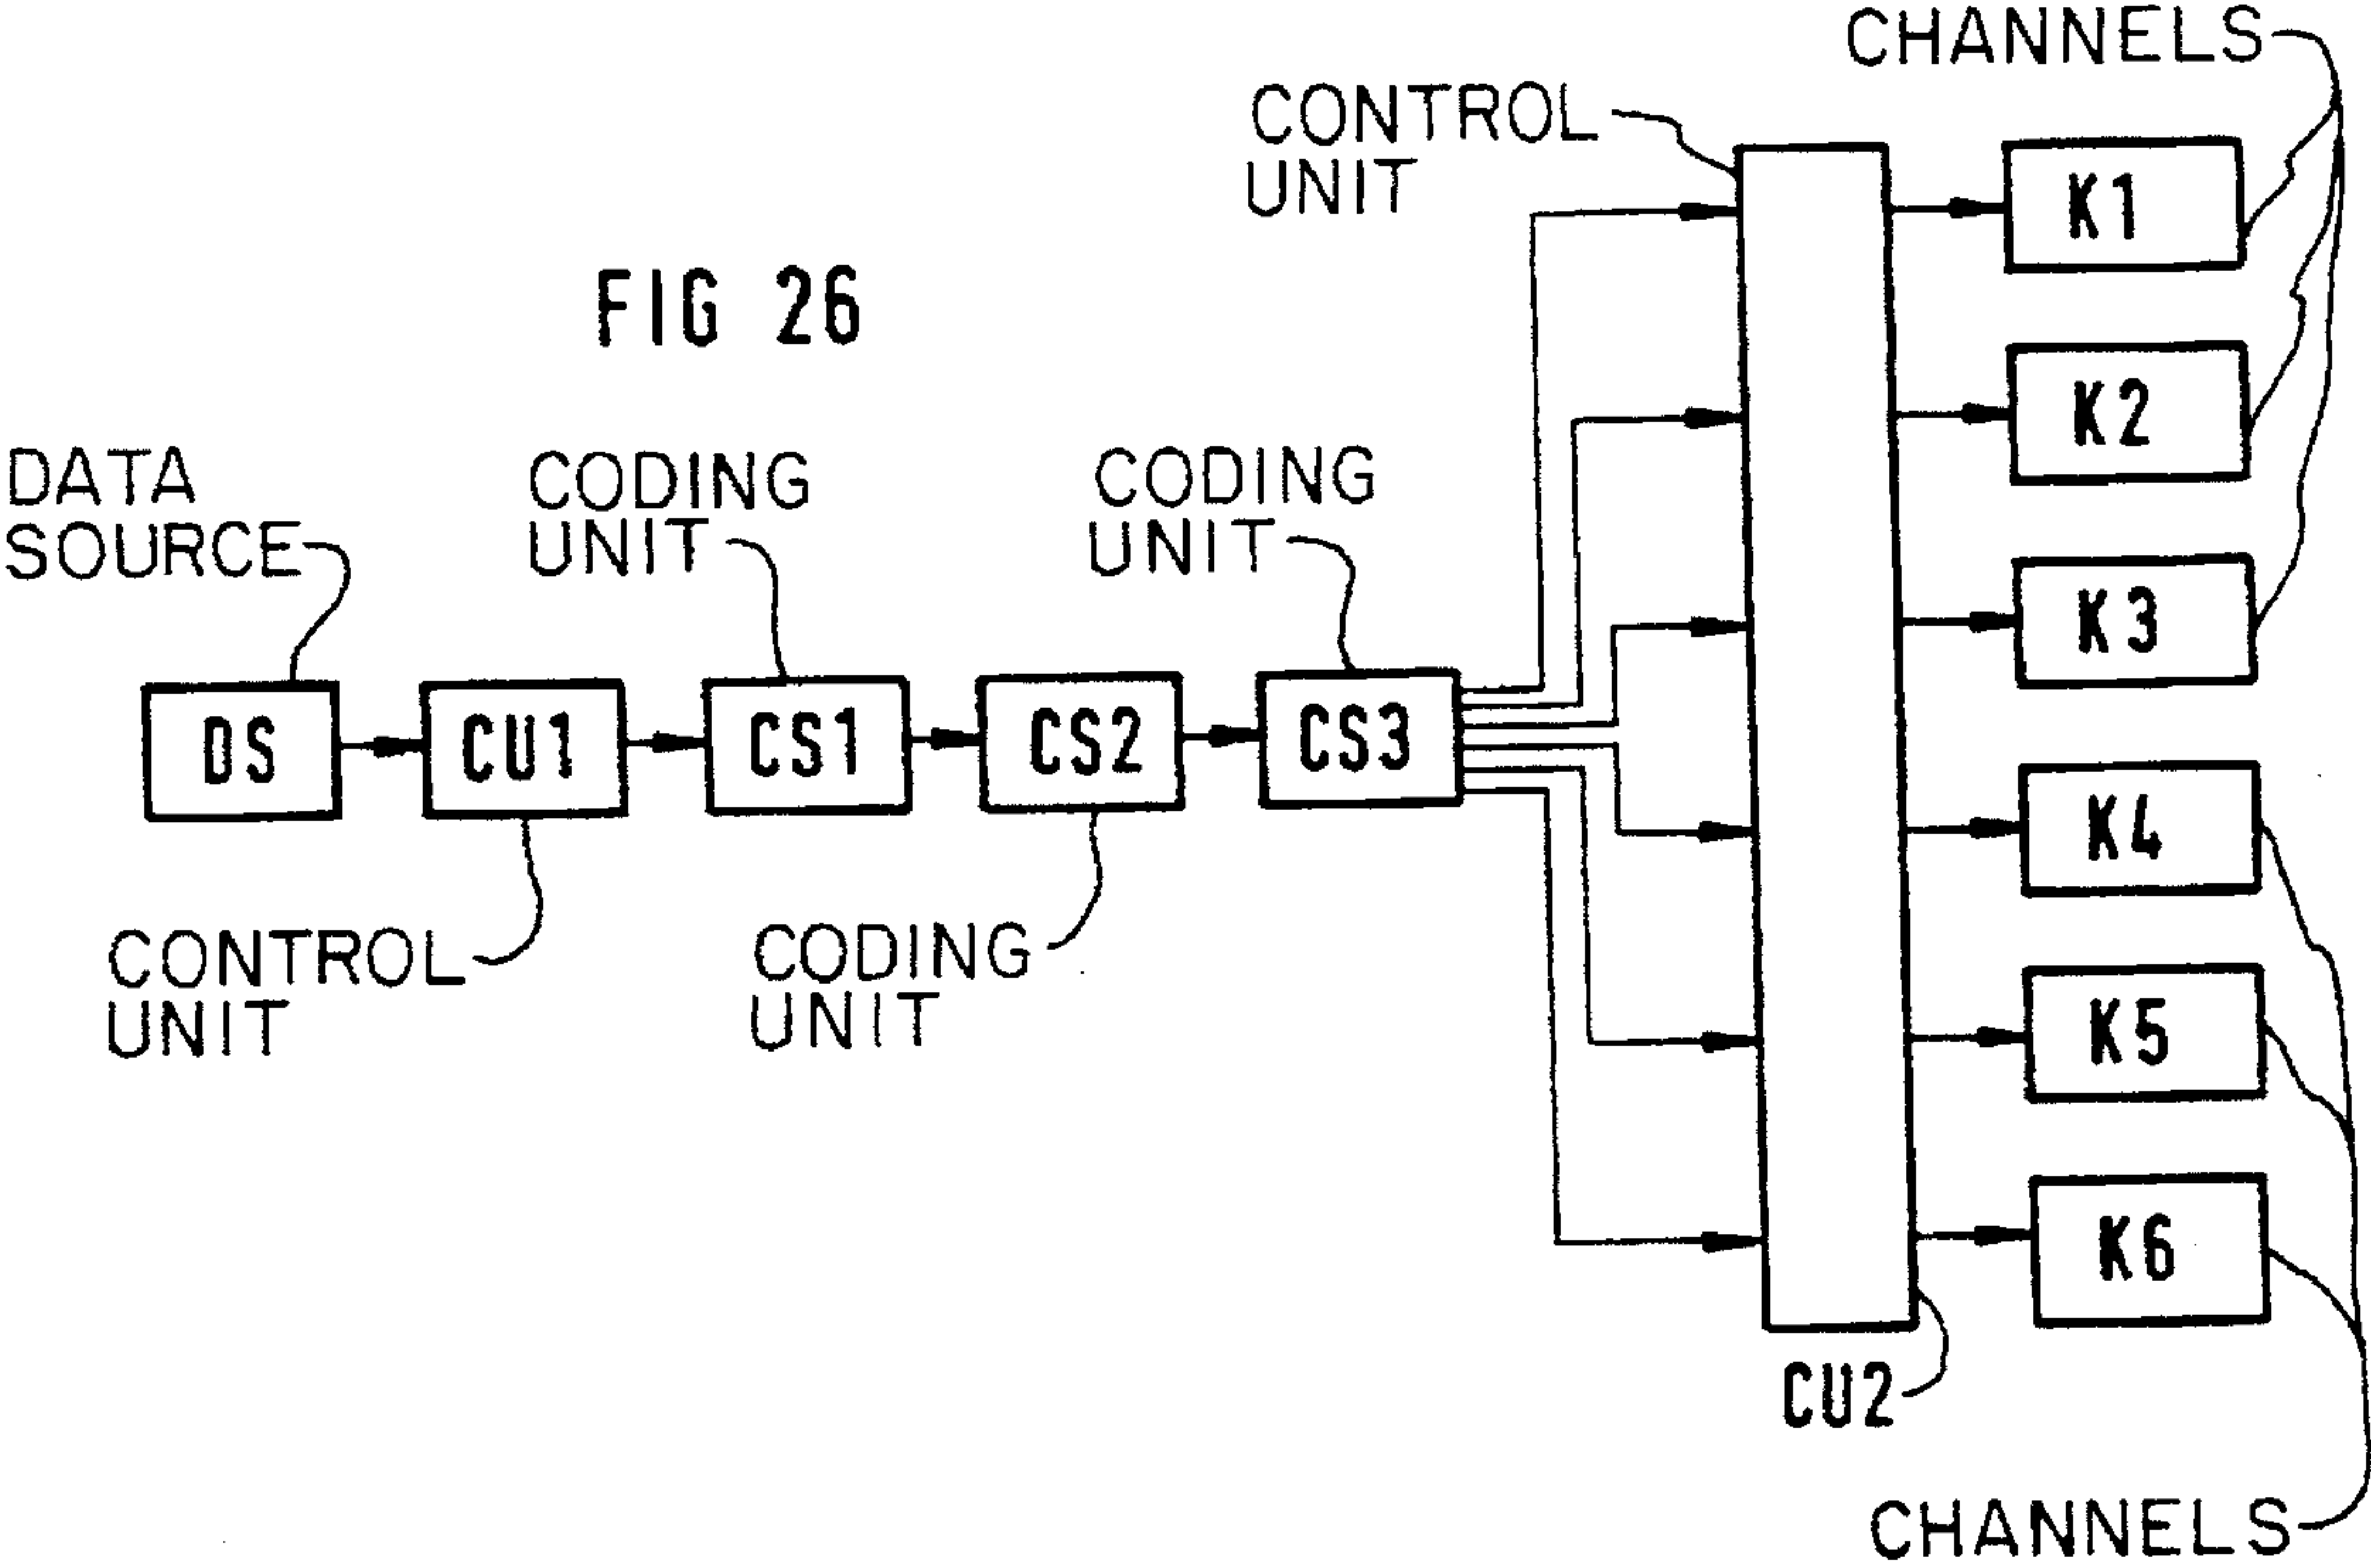 CHANNELS
CONTROL
UNIT
K1
FIG 26
K2
DATA
SOURCE
CODING
UNIT
CODING
UNIT
K3
DS
CU1
CS1
CS2
CS3
K4
CONTROL
UNIT
CODING
UNIT
K5
K6
CU2
CHANNELS